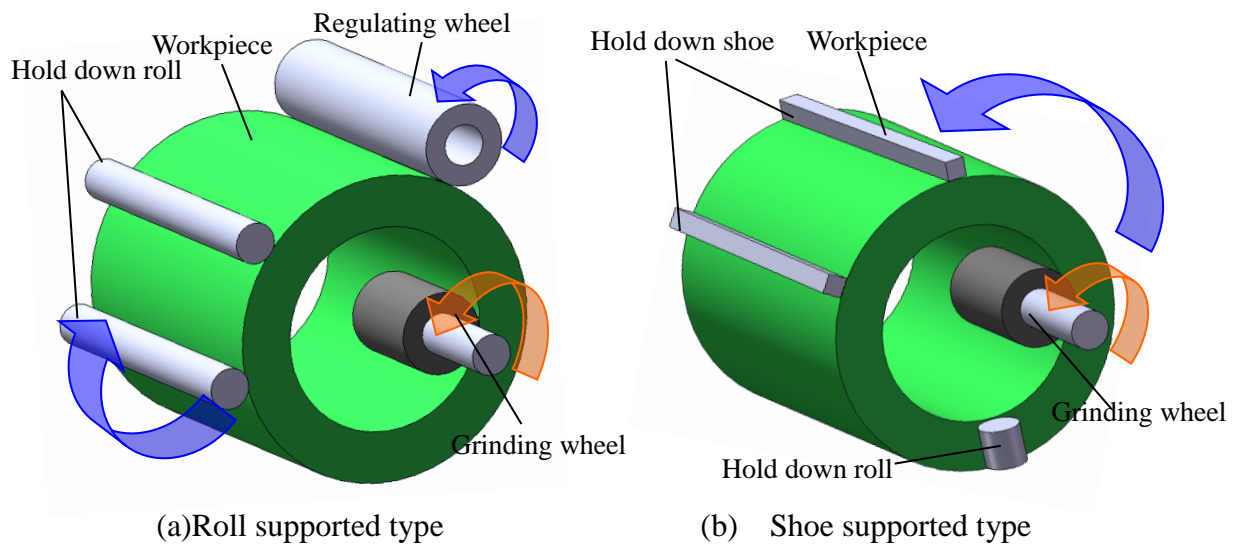 Regulating wheel
Workpiece
Hold down roll
Grinding wheel
(a)Roll supported type
Hold down shoe
Workpiece
Grinding wheel
Hold down roll
(b) Shoe supported type